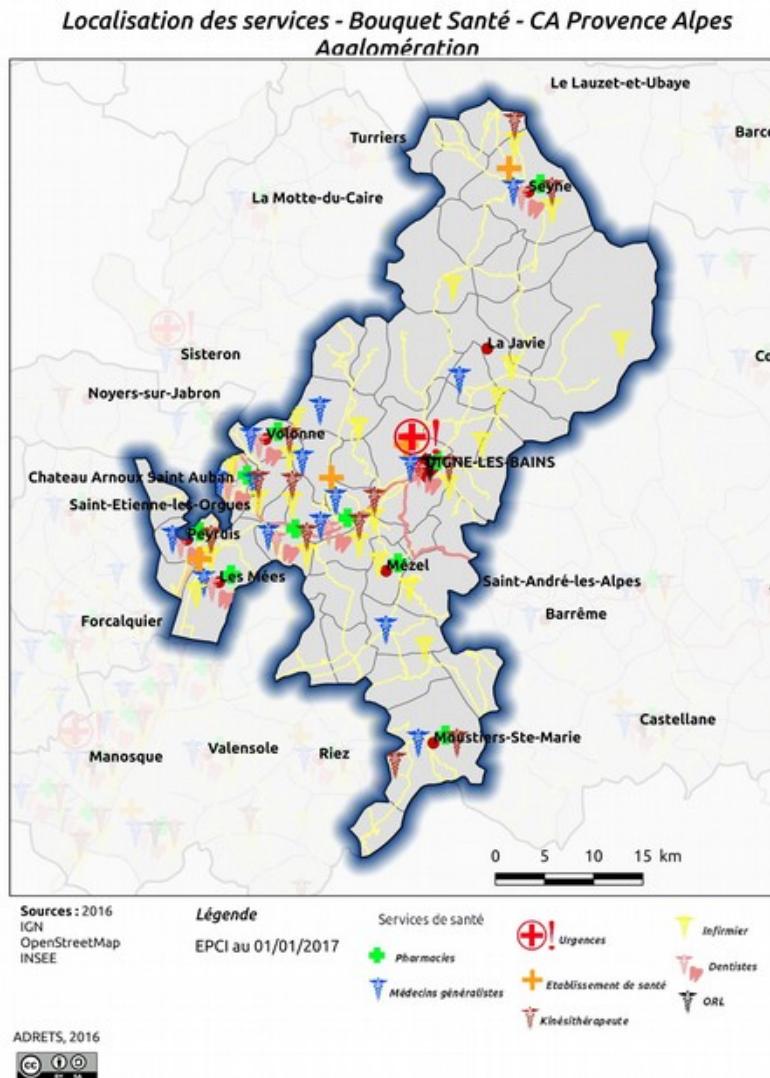 Localisation des services - Bouquet Santé - CA Provence Alpes
Agglomération
Le Lauzet-et-Ubaye
Turriers
Barce
La Motte-du-Caire
Seyne
La Javie
Sisteron
Co
Noyers-sur-Jabron
Volonne
DIGNE-LES-BAINS
Chateau Arnoux Saint Auban
Saint-Etienne-les-Orgues
Peyruis
Mézel
Les Mées
Saint-André-les-Alpes
Forcalquier
Barrême
Castellane
Moustiers-Ste-Marie
Manosque
Valensole
Riez
0 5 10 15 km
Sources : 2016
IGN
OpenStreetMap
INSEE
Légende
EPCI au 01/01/2017
Services de santé
Pharmacies
Médecins généralistes
Urgences
Etablissement de santé
Kinésithérapeute
Infirmier
Dentistes
ORL
ADRETS, 2016
cc